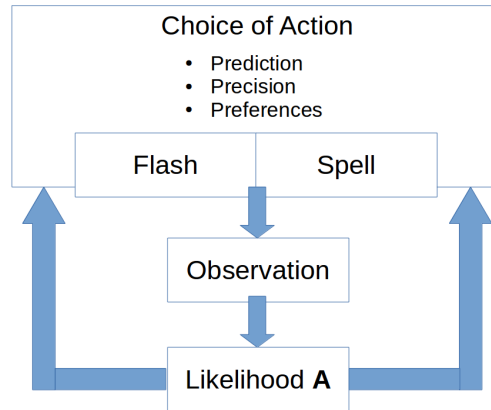 Choice of Action
• Prediction
• Precision
• Preferences
Flash
Spell
Observation
Likelihood A